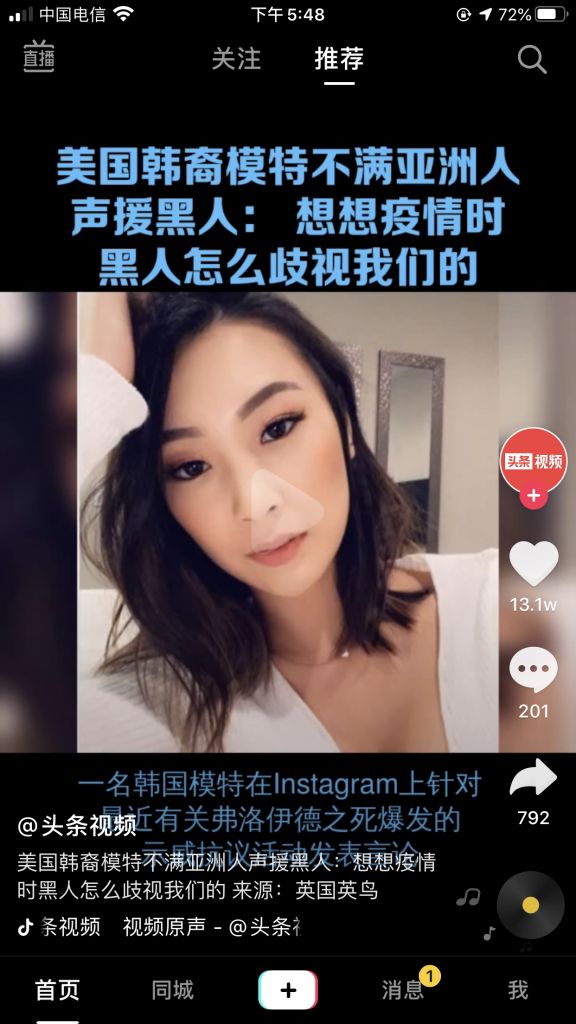 中国电信
下午5:48
72%
直播
关注
推荐
美国韩裔模特不满亚洲人
声援黑人： 想想疫情时
黑人怎么歧视我们的
头条 视频
13.1w
201
792
一名韩国模特在Instagram上针对
最近有关弗洛伊德之死爆发的
示威抗议活动发表言论
@头条视频
美国韩裔模特不满亚洲人声援黑人：想想疫情
时黑人怎么歧视我们的 来源：英国英鸟
条视频 视频原声 - @头条
首页
同城
消息
1
我